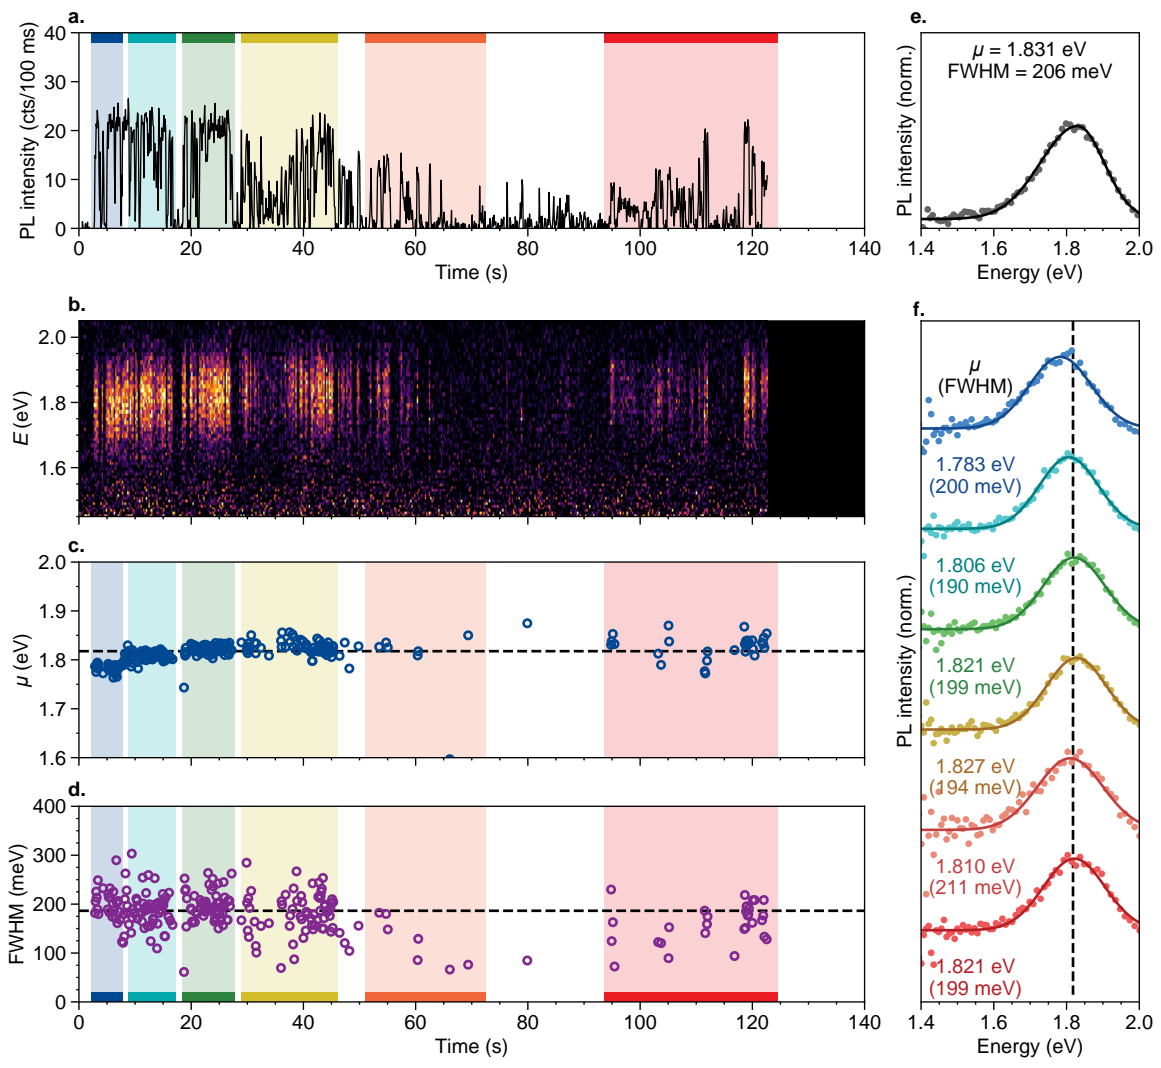 a.
40
30
20
10
0
PL intensity (cts/100 ms)
0 20 40 60 80 100 120 140
Time (s)
b.
2.0
1.8
1.6
E (eV)
c.
2.0
1.9
1.8
1.7
1.6
μ (eV)
d.
400
300
200
100
0
FWHM (meV)
0 20 40 60 80 100 120 140
Time (s)
e.
μ = 1.831 eV
FWHM = 206 meV
PL intensity (norm.)
1.4 1.6 1.8 2.0
Energy (eV)
f.
μ
(FWHM)
1.783 eV
(200 meV)
1.806 eV
(190 meV)
1.821 eV
(199 meV)
1.827 eV
(194 meV)
1.810 eV
(211 meV)
1.821 eV
(199 meV)
PL intensity (norm.)
1.4 1.6 1.8 2.0
Energy (eV)